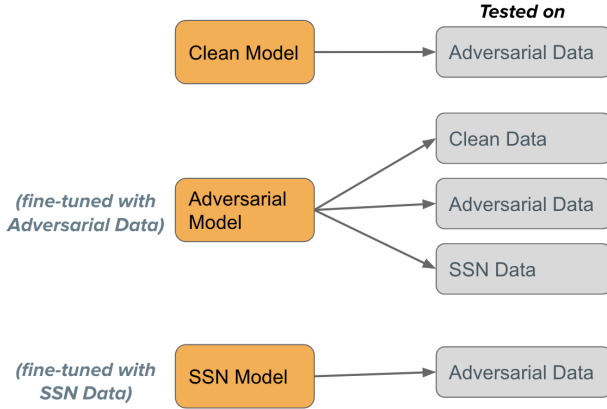 Tested on
Clean Model
Adversarial Data
Clean Data
(fine-tuned with
Adversarial Data)
Adversarial
Model
Adversarial Data
SSN Data
(fine-tuned with
SSN Data)
SSN Model
Adversarial Data